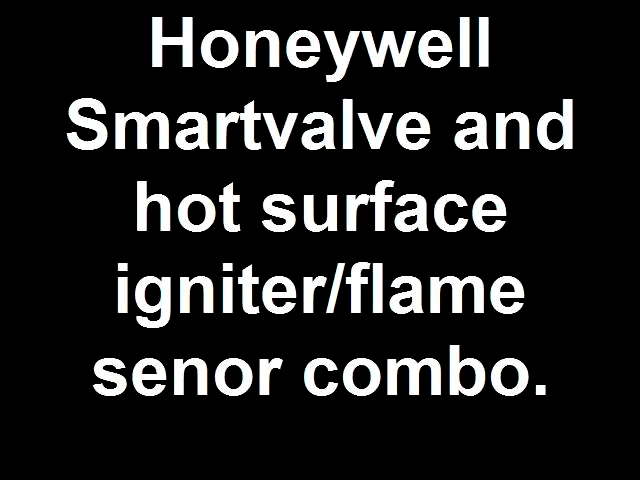 Honeywell
Smartvalve and
hot surface
igniter/flame
senor combo.